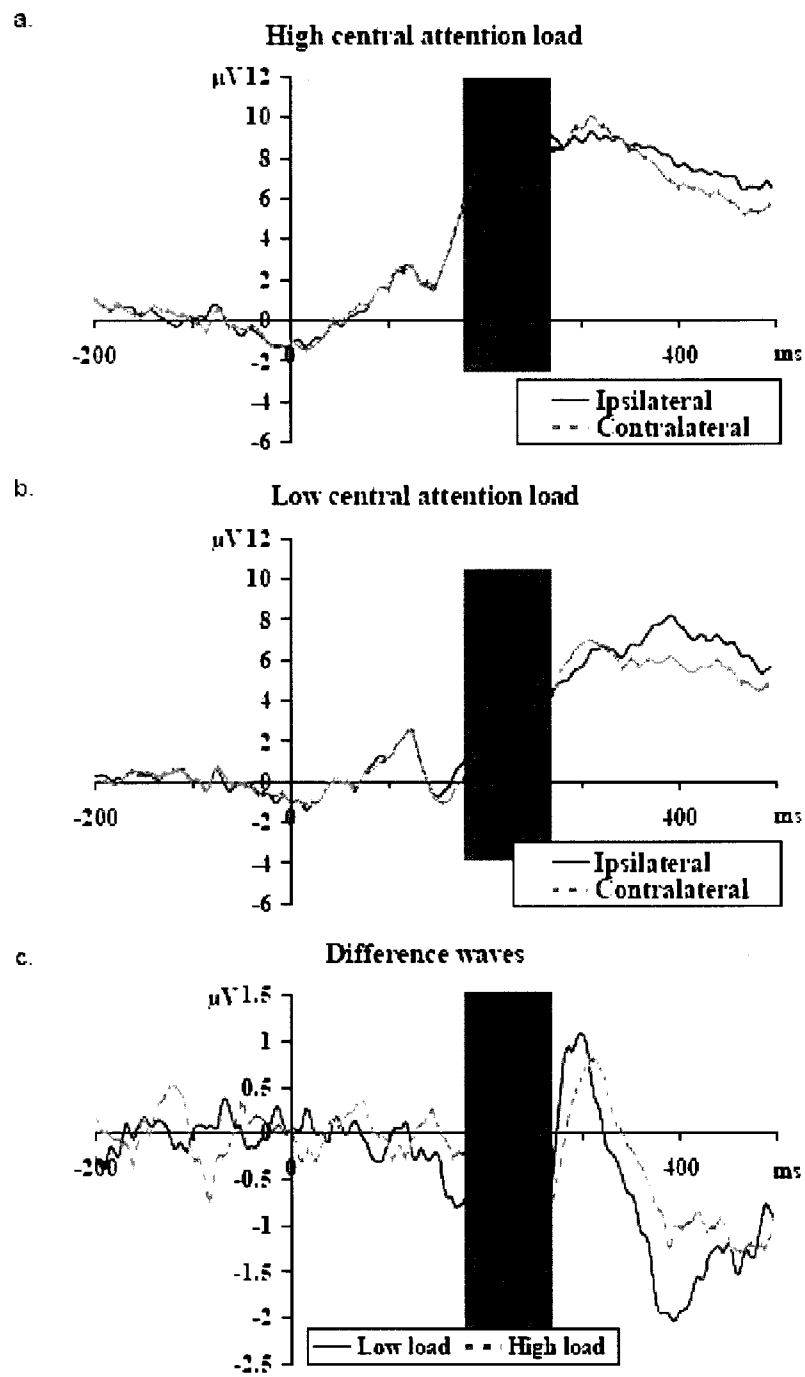 a.
High central attention load
µV 12
10
8
6
4
2
0
-200 0 400 ms
-2
-4
-6
Ipsilateral
Contralateral
b.
Low central attention load
µV 12
10
8
6
4
2
0
-200 0 400 ms
-2
-4
-6
Ipsilateral
Contralateral
c.
Difference waves
µV 1.5
1
0.5
0
-200 0 400 ms
-0.5
-1
-1.5
-2
-2.5
Low load High load